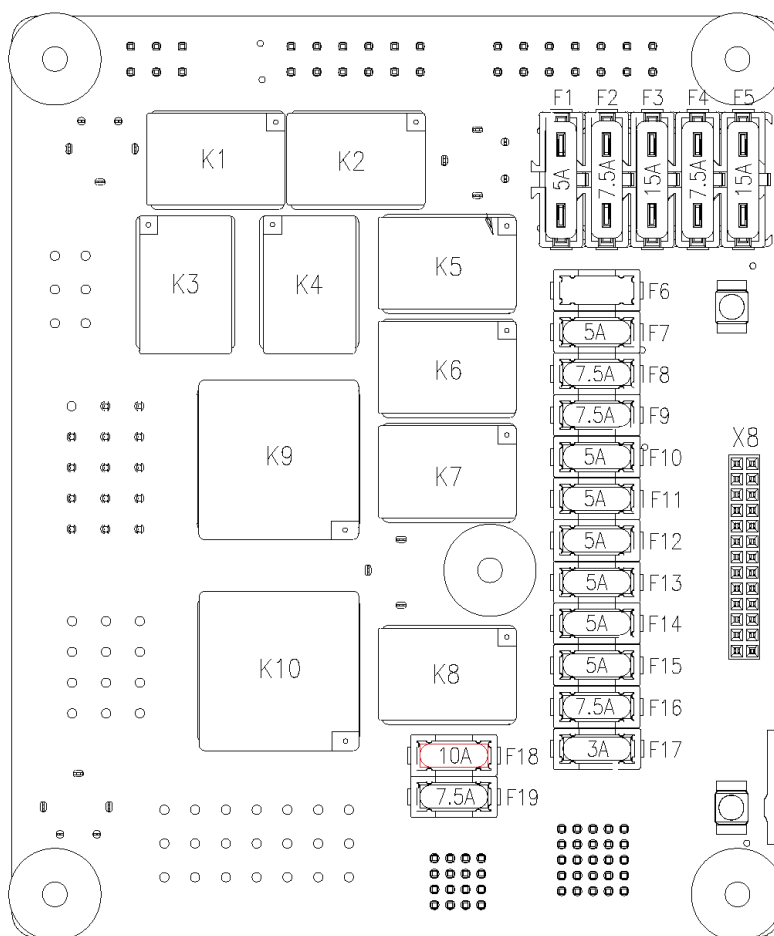 F1 F2 F3 F4 F5
5A 7.5A 15A 7.5A 15A
K1 K2
K3 K4 K5
F6
5A F7
K6 7.5A F8
7.5A F9
K9 K7 5A F10
X8
5A F11
5A F12
5A F13
5A F14
K10 K8 5A F15
7.5A F16
3A F17
10A F18
7.5A F19